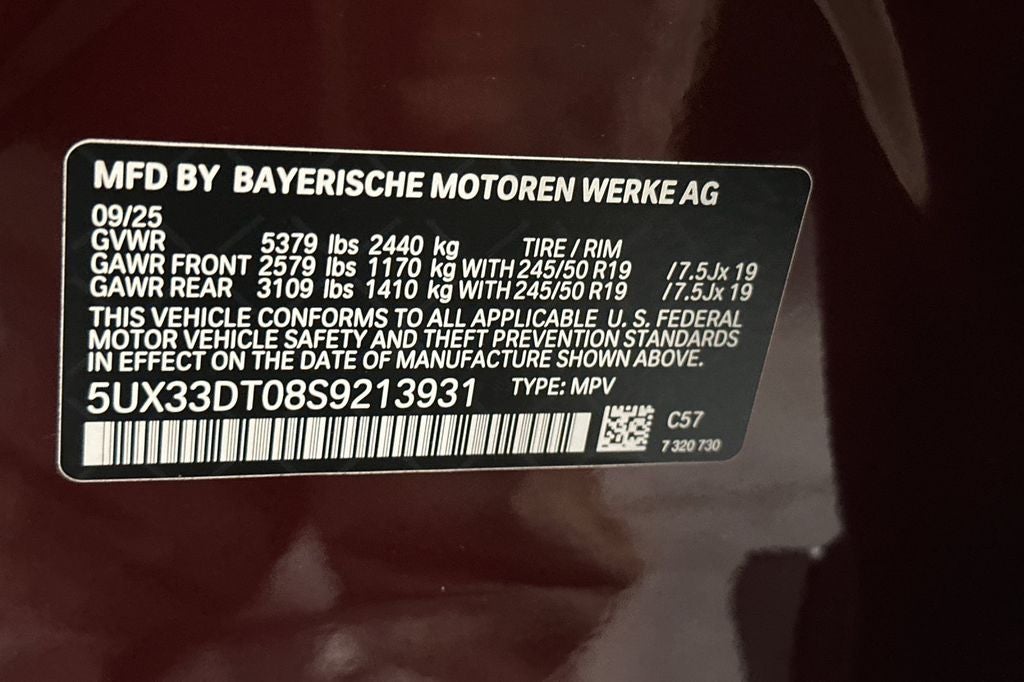 MFD BY BAYERISCHE MOTOREN WERKE AG
09/25
GVWR 5379 lbs 2440 kg TIRE / RIM
GAWR FRONT 2579 lbs 1170 kg WITH 245/50 R19 / 7.5Jx 19
GAWR REAR 3109 lbs 1410 kg WITH 245/50 R19 / 7.5Jx 19
THIS VEHICLE CONFORMS TO ALL APPLICABLE U. S. FEDERAL
MOTOR VEHICLE SAFETY AND THEFT PREVENTION STANDARDS
IN EFFECT ON THE DATE OF MANUFACTURE SHOWN ABOVE.
5UX33DT08S9213931 TYPE: MPV
C57
7 320 730